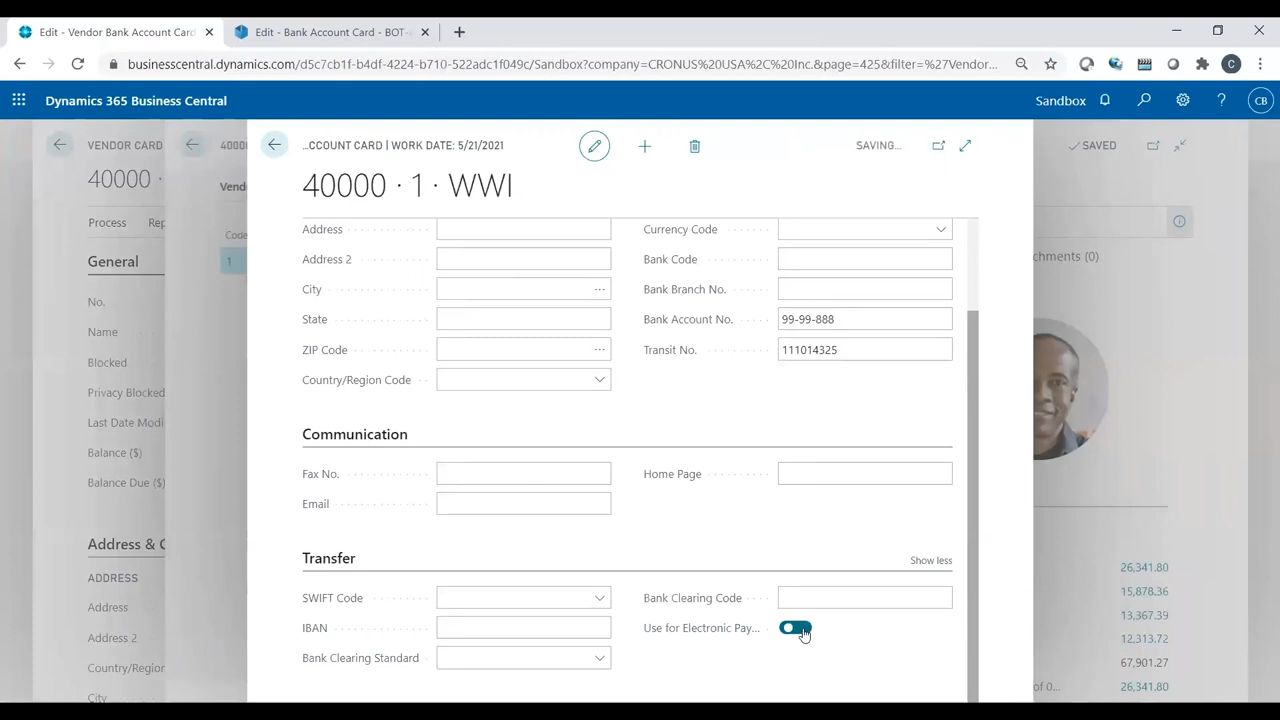 Edit - Vendor Bank Account Card
Edit - Bank Account Card - BOT-
businesscentral.dynamics.com/d5c7cb1f-b4df-4224-b710-522adc1f049c/Sandbox?company=CRONUS%20USA%2C%20Inc.&page=425&filter=%27Vendor...
C
Dynamics 365 Business Central
Sandbox
?
CB
VENDOR CARD
...CCOUNT CARD | WORK DATE: 5/21/2021
SAVING...
SAVED
40000 ·
40000 · 1 · WWI
Vend
Process
Rep
Address
Currency Code
Code
Address 2
Bank Code
tachments (0)
General
1
City
Bank Branch No.
No.
State
Bank Account No.
99-99-888
Name
ZIP Code
Transit No.
111014325
Blocked
Country/Region Code
Privacy Blocked
Last Date Modi
Communication
Balance ($)
Fax No.
Home Page
Balance Due ($)
Email
Address & C
Transfer
Show less
26,341.80
ADDRESS
15,878.36
SWIFT Code
Bank Clearing Code
Address
13,367.39
IBAN
Use for Electronic Pay...
Address 2
12,313.72
Bank Clearing Standard
Country/Region
67,901.27
of 0...
26,341.80
City